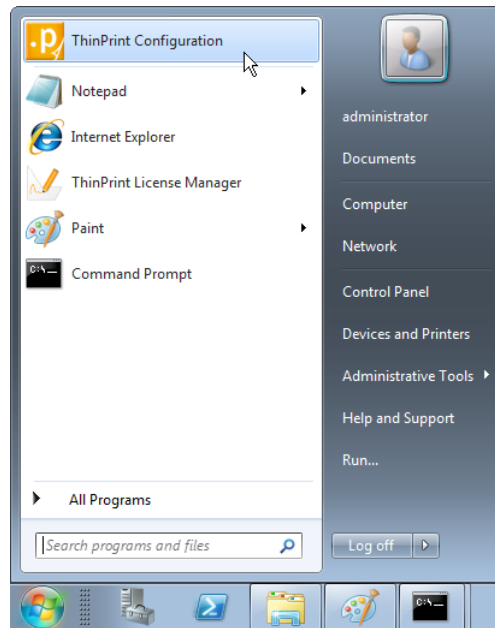 .p
ThinPrint Configuration
Notepad
Internet Explorer
ThinPrint License Manager
Paint
C:\_
Command Prompt
All Programs
Search programs and files
administrator
Documents
Computer
Network
Control Panel
Devices and Printers
Administrative Tools
Help and Support
Run...
Log off
C:\_